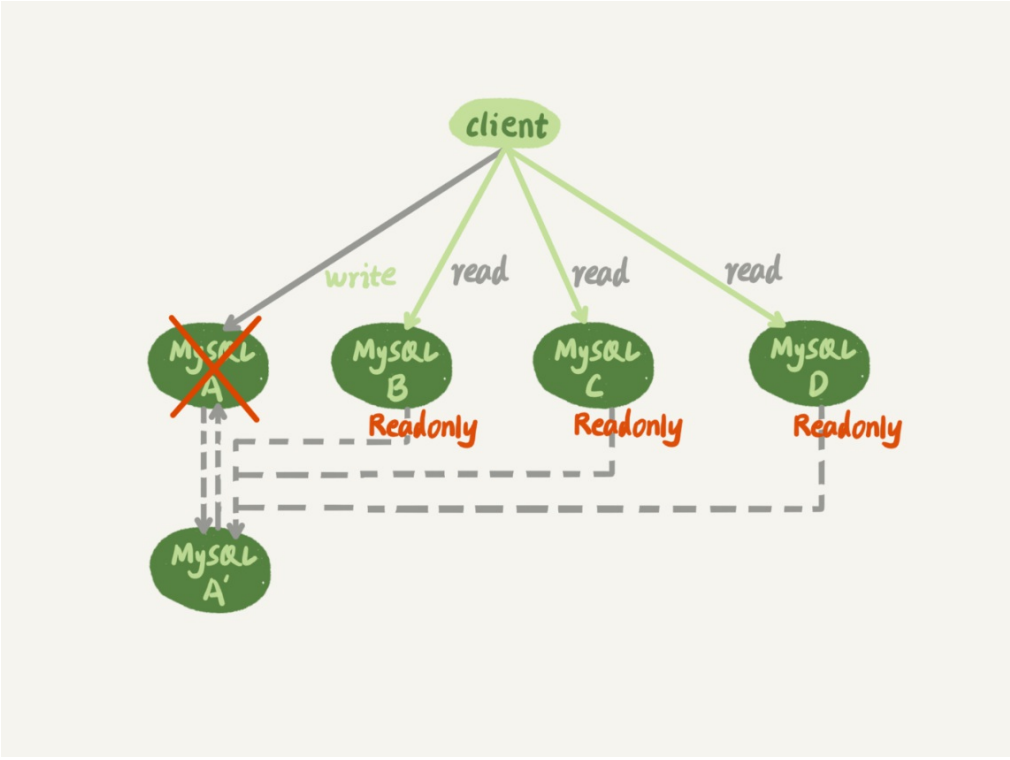 client
write
read
read
read
MySQL
A
MySQL
B
MySQL
C
MySQL
D
Readonly
Readonly
Readonly
MySQL
A'